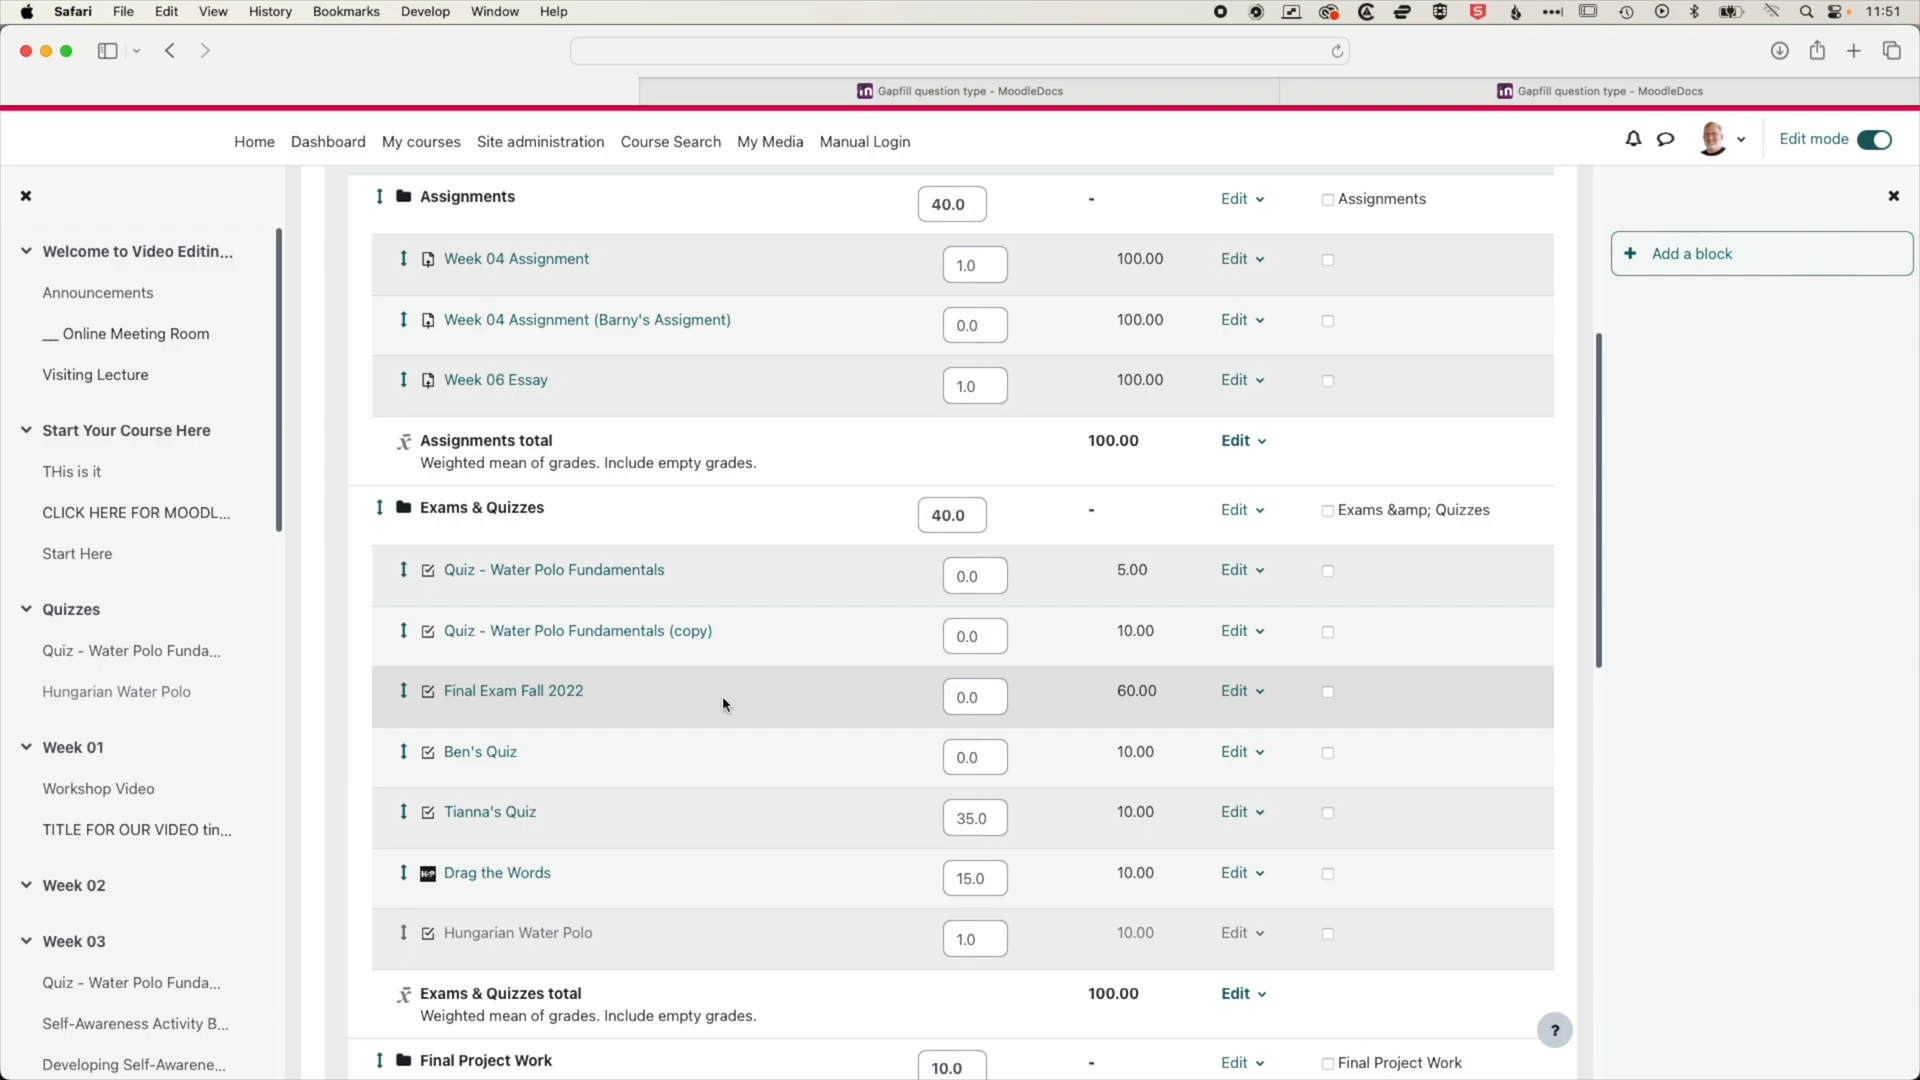 Safari File Edit View History Bookmarks Develop Window Help 11:51
Gapfill question type - MoodleDocs
Gapfill question type - MoodleDocs
Home Dashboard My courses Site administration Course Search My Media Manual Login Edit mode
Welcome to Video Editin...
Announcements
__ Online Meeting Room
Visiting Lecture
Start Your Course Here
THis is it
CLICK HERE FOR MOODL...
Start Here
Quizzes
Quiz - Water Polo Funda...
Hungarian Water Polo
Week 01
Workshop Video
TITLE FOR OUR VIDEO tin...
Week 02
Week 03
Quiz - Water Polo Funda...
Self-Awareness Activity B...
Developing Self-Awarene...
Assignments 40.0 - Edit Assignments
Week 04 Assignment 1.0 100.00 Edit
Week 04 Assignment (Barny's Assigment) 0.0 100.00 Edit
Week 06 Essay 1.0 100.00 Edit
Assignments total 100.00 Edit
Weighted mean of grades. Include empty grades.
Exams & Quizzes 40.0 - Edit Exams &amp; Quizzes
Quiz - Water Polo Fundamentals 0.0 5.00 Edit
Quiz - Water Polo Fundamentals (copy) 0.0 10.00 Edit
Final Exam Fall 2022 0.0 60.00 Edit
Ben's Quiz 0.0 10.00 Edit
Tianna's Quiz 35.0 10.00 Edit
H-P Drag the Words 15.0 10.00 Edit
Hungarian Water Polo 1.0 10.00 Edit
Exams & Quizzes total 100.00 Edit
Weighted mean of grades. Include empty grades.
Final Project Work 10.0 - Edit Final Project Work
+ Add a block
?